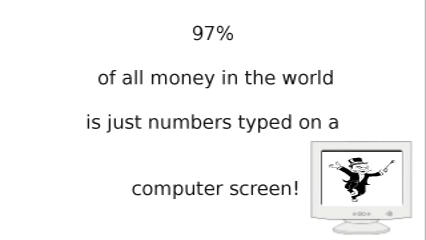 97%
of all money in the world
is just numbers typed on a
computer screen!